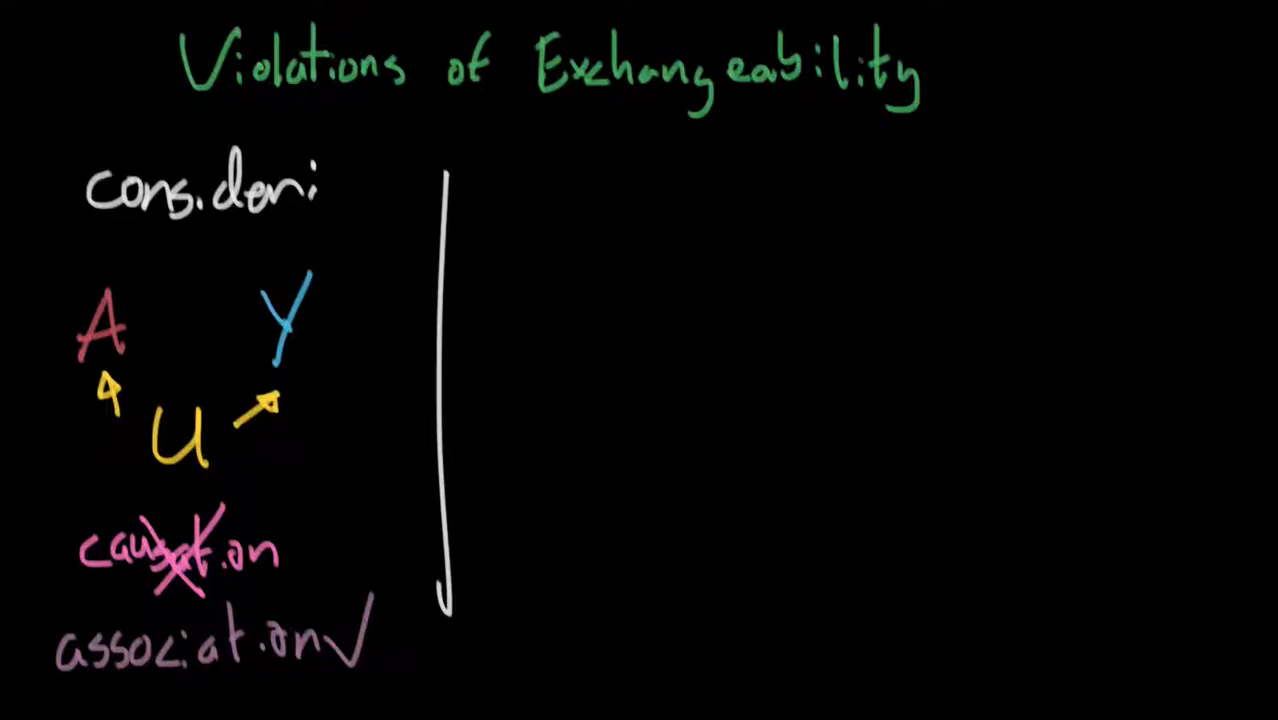 Violations of Exchangeability
consider:
A Y
U
causation
association✓